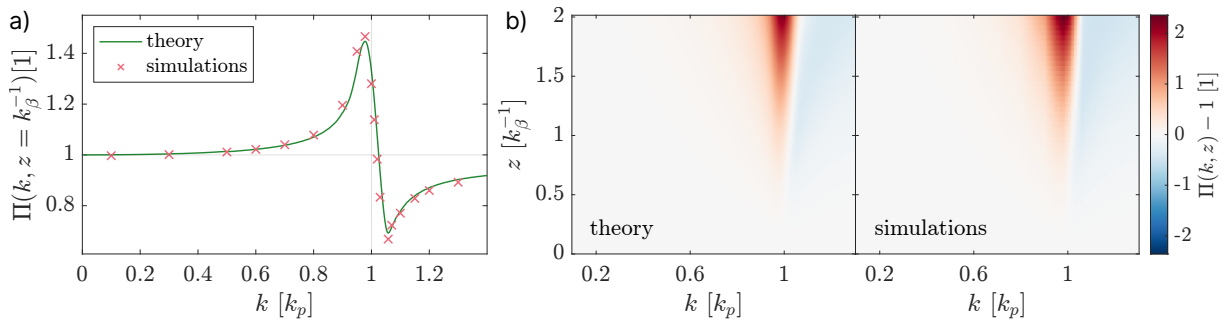 a)
Π(k, z = k_β^{-1}) [1]
1.4
1.2
1
0.8
theory
simulations
0
0.2
0.4
0.6
0.8
1
1.2
k [k_p]
b)
z [k_β^{-1}]
2
1.5
1
0.5
0
theory
simulations
0.2
0.6
1
0.2
0.6
1
k [k_p]
k [k_p]
2
1
0
-1
-2
Π(k, z) − 1 [1]